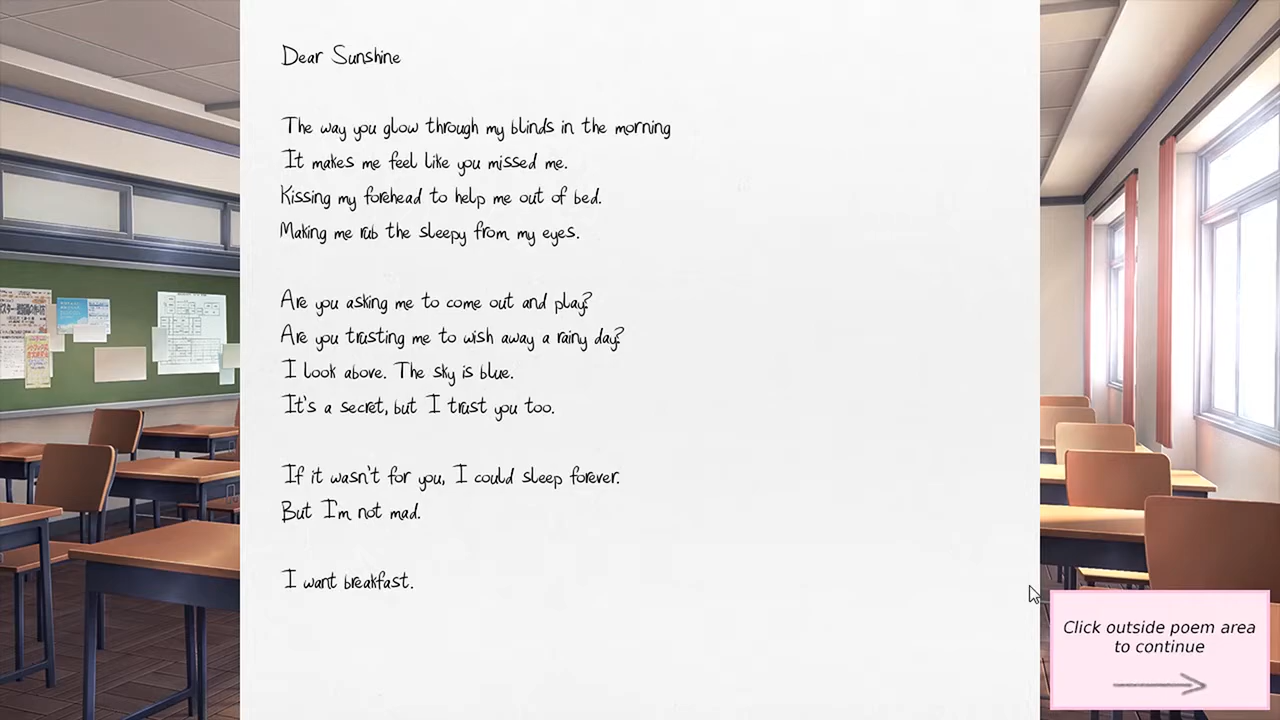 Dear Sunshine
The way you glow through my blinds in the morning
It makes me feel like you missed me.
Kissing my forehead to help me out of bed.
Making me rub the sleepy from my eyes.
Are you asking me to come out and play?
Are you trusting me to wish away a rainy day?
I look above. The sky is blue.
It's a secret, but I trust you too.
If it wasn't for you, I could sleep forever.
But I'm not mad.
I want breakfast.
Click outside poem area
to continue